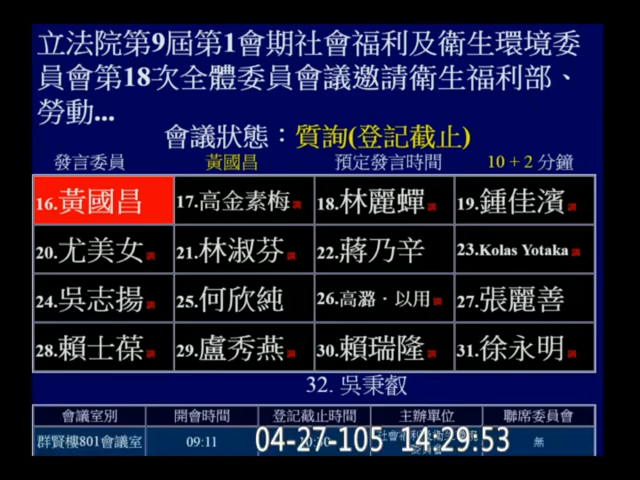 立法院第9屆第1會期社會福利及衛生環境委
員會第18次全體委員會議邀請衛生福利部、
勞動...
會議狀態：質詢(登記截止)
發言委員 黃國昌 預定發言時間 10 + 2 分鐘
16.黃國昌 17.高金素梅 18.林麗蟬 19.鍾佳濱
20.尤美女 21.林淑芬 22.蔣乃辛 23.Kolas Yotaka
24.吳志揚 25.何欣純 26.高潞．以用 27.張麗善
28.賴士葆 29.盧秀燕 30.賴瑞隆 31.徐永明
32. 吳秉叡
會議室別 開會時間 登記截止時間 主辦單位 聯席委員會
群賢樓801會議室 09:11 無
04-27-105 14:29:53